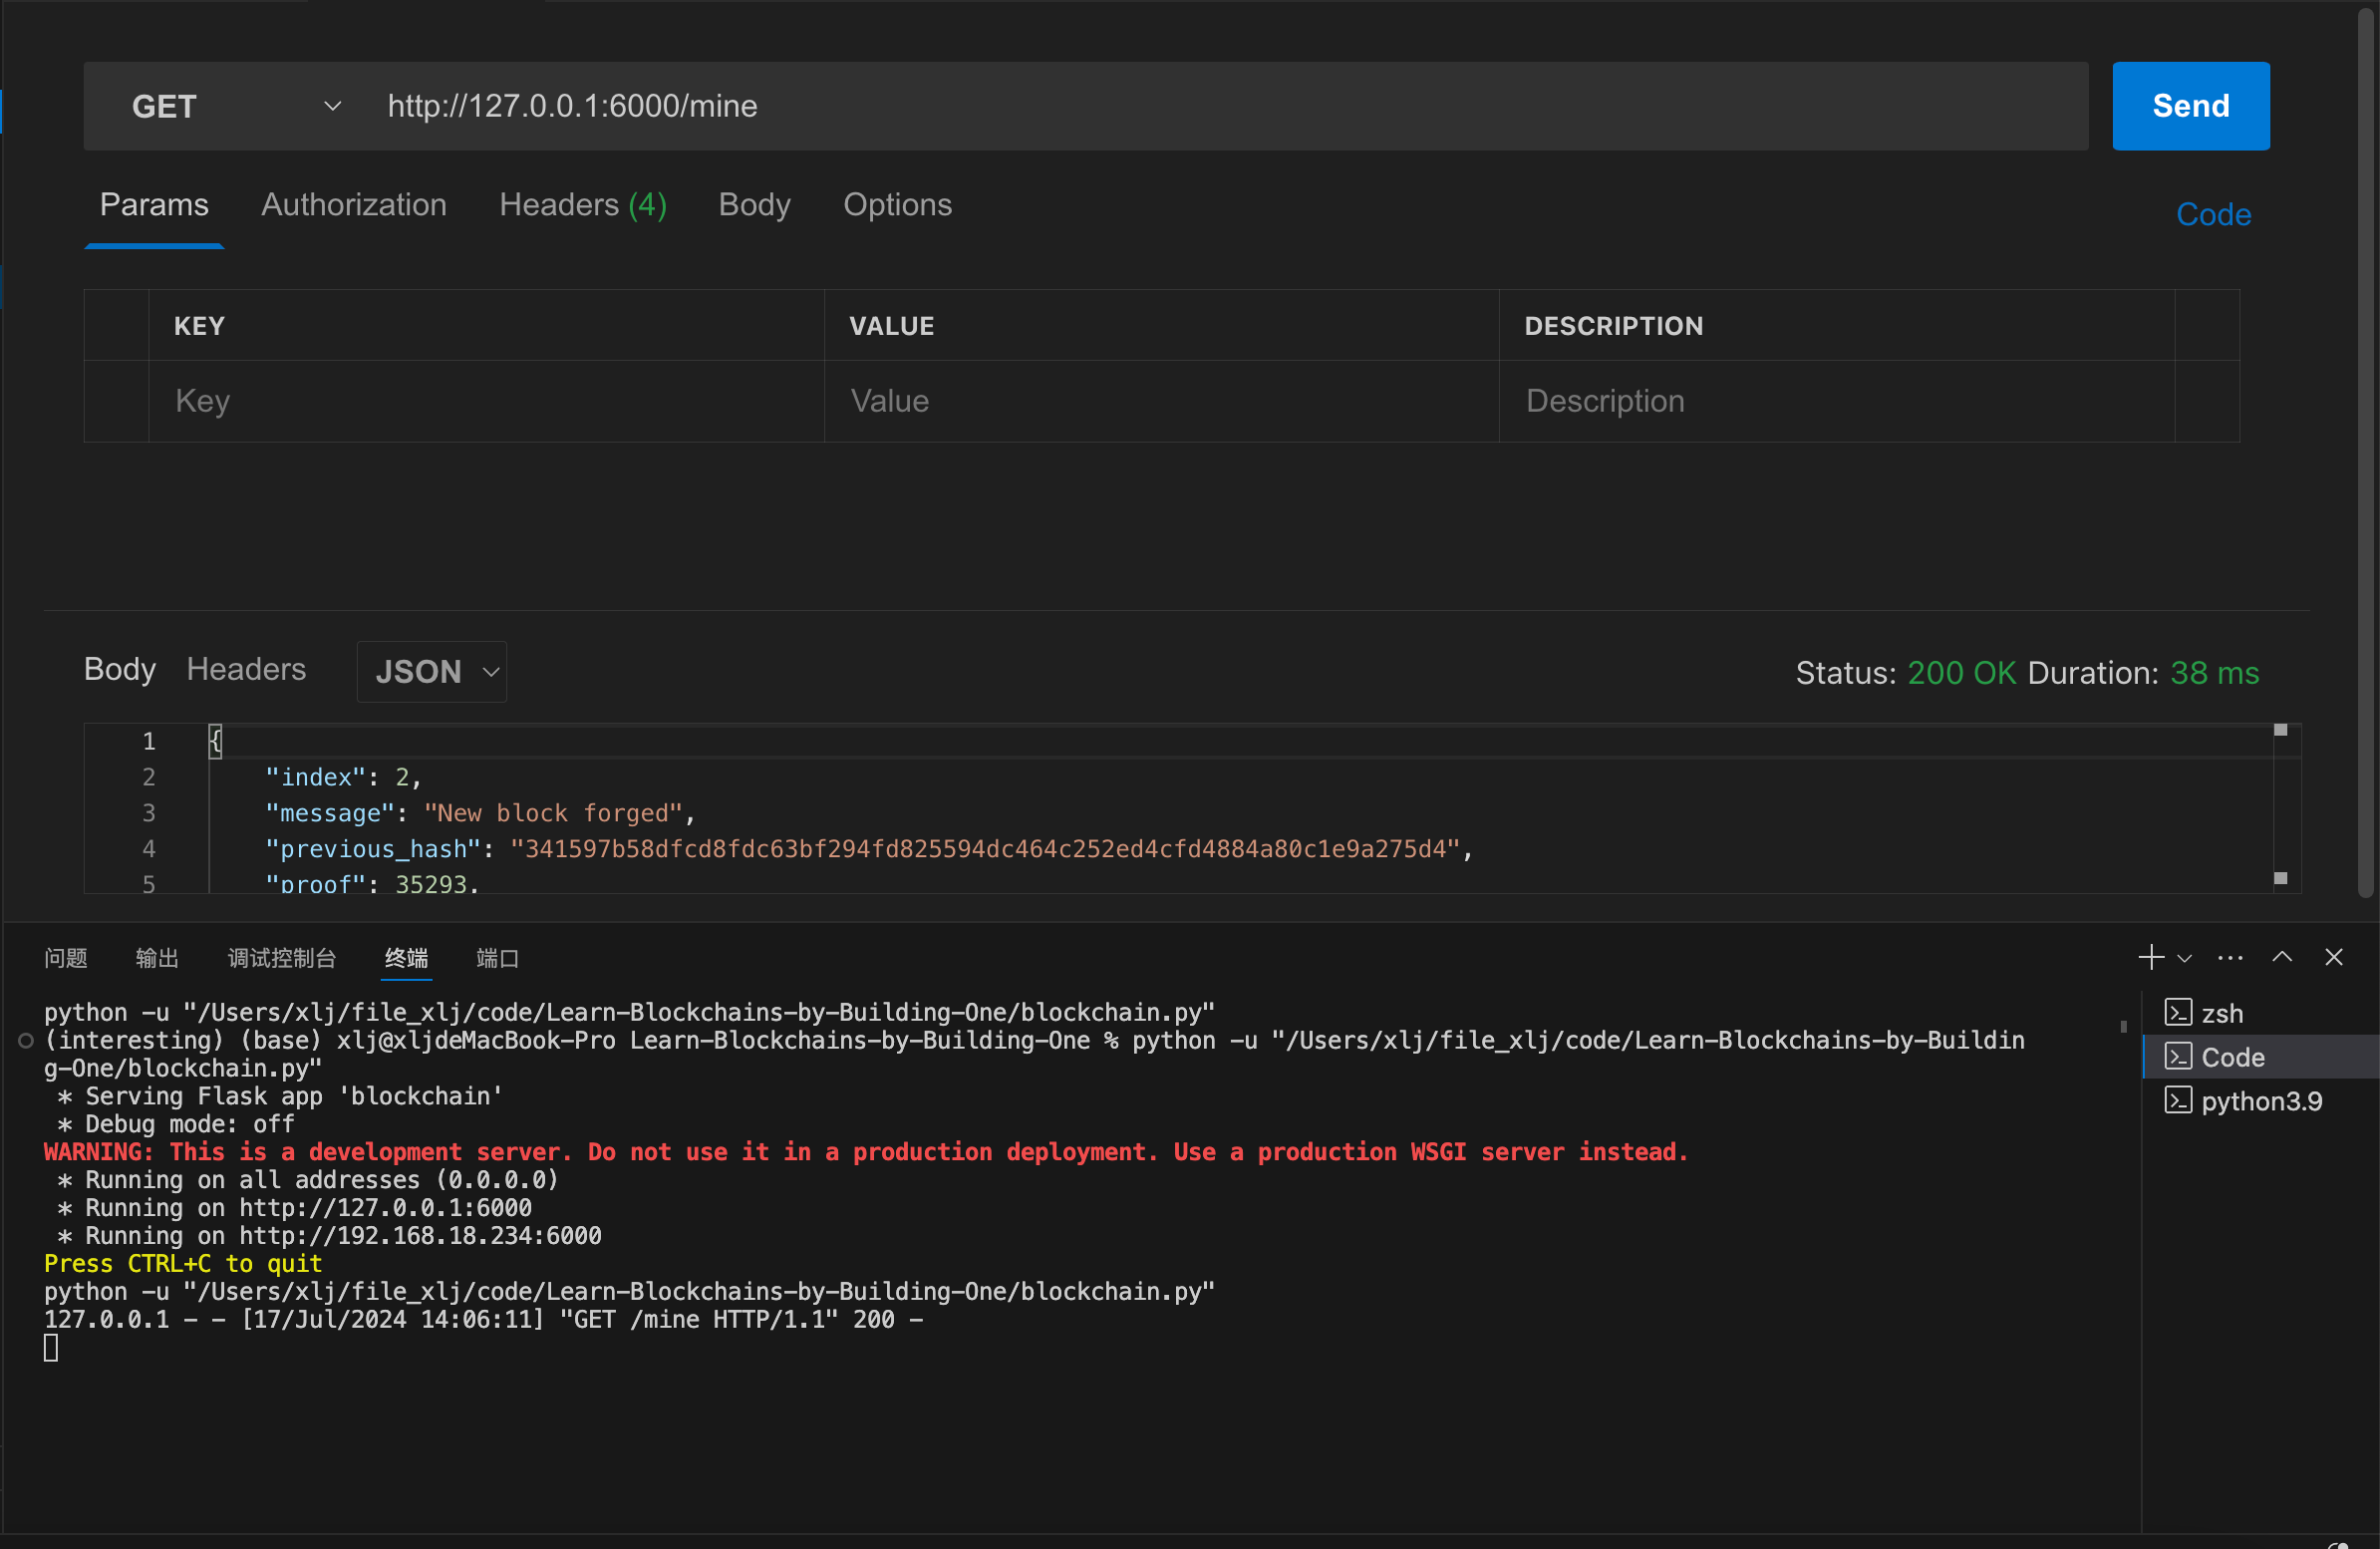 GET http://127.0.0.1:6000/mine Send
Params Authorization Headers (4) Body Options Code
KEY VALUE DESCRIPTION
Key Value Description
Body Headers JSON Status: 200 OK Duration: 38 ms
1 {
2 "index": 2,
3 "message": "New block forged",
4 "previous_hash": "341597b58dfcd8fdc63bf294fd825594dc464c252ed4cfd4884a80c1e9a275d4",
5 "proof": 35293,
问题 输出 调试控制台 终端 端口
python -u "/Users/xlj/file_xlj/code/Learn-Blockchains-by-Building-One/blockchain.py"
(interesting) (base) xlj@xljdeMacBook-Pro Learn-Blockchains-by-Building-One % python -u "/Users/xlj/file_xlj/code/Learn-Blockchains-by-Buildin
g-One/blockchain.py"
* Serving Flask app 'blockchain'
* Debug mode: off
WARNING: This is a development server. Do not use it in a production deployment. Use a production WSGI server instead.
* Running on all addresses (0.0.0.0)
* Running on http://127.0.0.1:6000
* Running on http://192.168.18.234:6000
Press CTRL+C to quit
python -u "/Users/xlj/file_xlj/code/Learn-Blockchains-by-Building-One/blockchain.py"
127.0.0.1 - - [17/Jul/2024 14:06:11] "GET /mine HTTP/1.1" 200 -
zsh
Code
python3.9